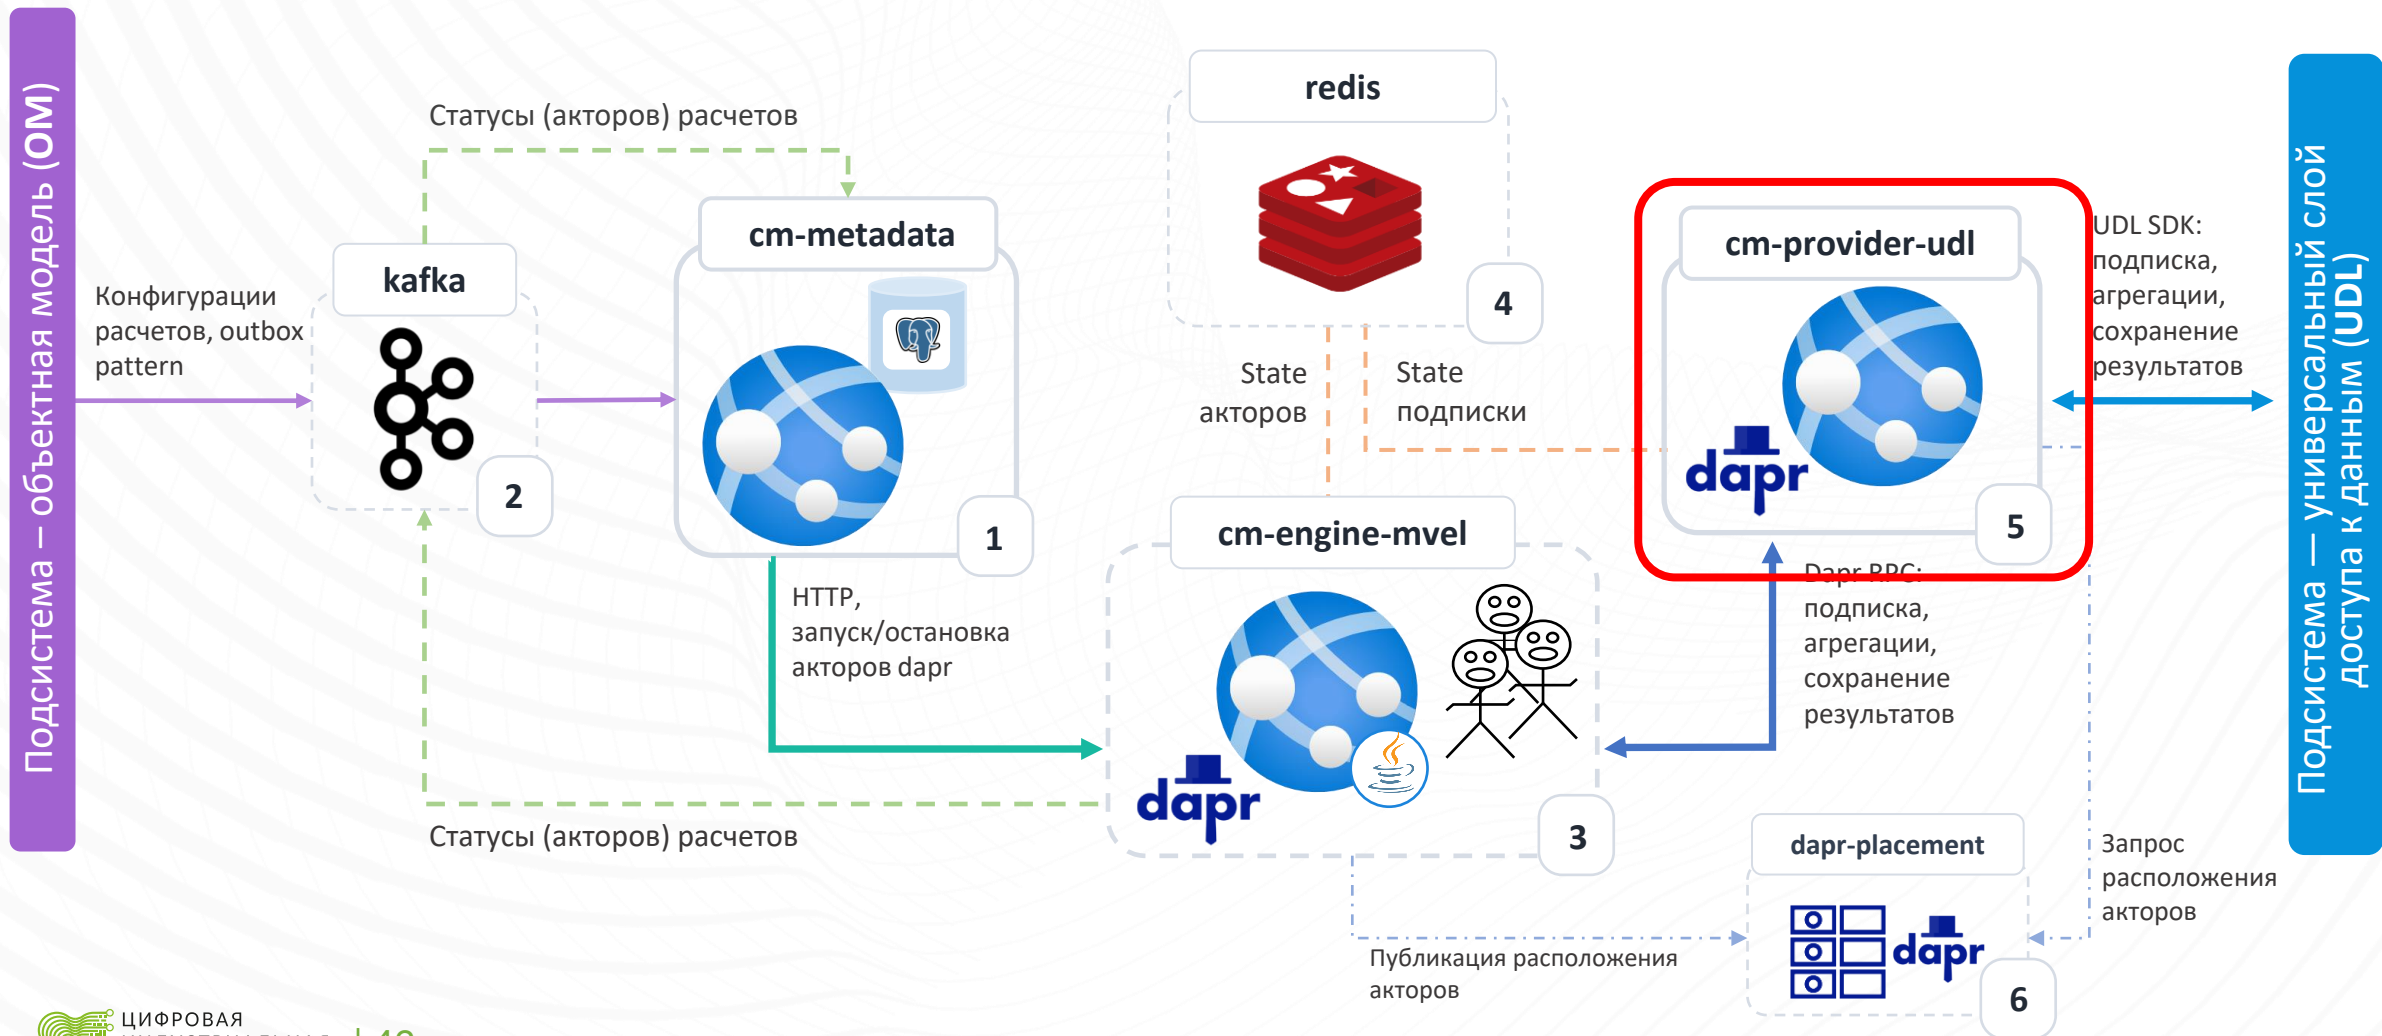 Подсистема – объектная модель (ОМ)
Конфигурации
расчетов, outbox
pattern
Статусы (акторов) расчетов
kafka
2
cm-metadata
1
HTTP,
запуск/остановка
акторов dapr
Статусы (акторов) расчетов
redis
4
State
акторов
State
подписки
cm-engine-mvel
dapr
3
cm-provider-udl
dapr
5
UDL SDK:
подписка,
агрегации,
сохранение
результатов
Dapr RPC:
подписка,
агрегации,
сохранение
результатов
dapr-placement
dapr
6
Публикация расположения
акторов
Запрос
расположения
акторов
Подсистема — универсальный слой
доступа к данным (UDL)
ЦИФРОВАЯ